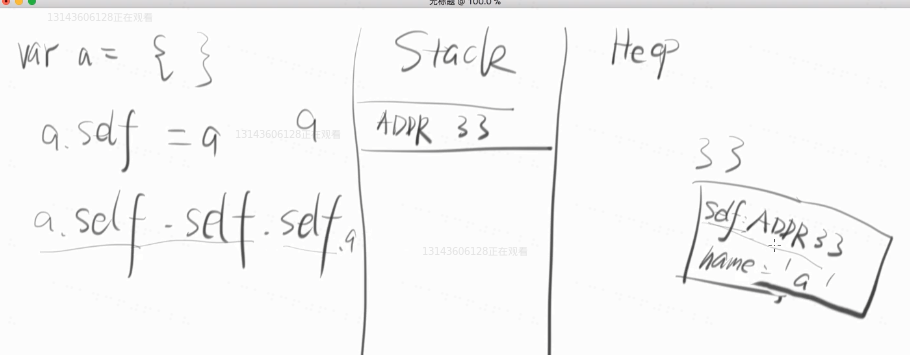 无标题 @ 100.0 %
13143606128正在观看
var a = { }
Stack
Heap
a.self = a
13143606128正在观看
a
ADDR 33
33
a.self.self.self.a
13143606128正在观看
self: ADDR 33
name: 'a'